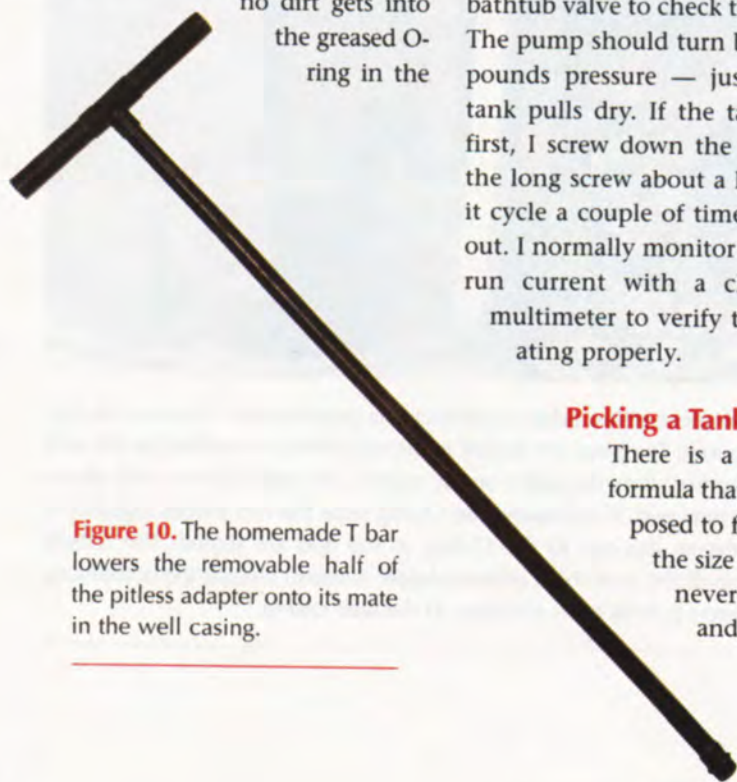 no dirt gets into
the greased O-
ring in the
bathtub valve to check t
The pump should turn
pounds pressure — jus
tank pulls dry. If the ta
first, I screw down the
the long screw about a
it cycle a couple of time
out. I normally monitor
run current with a c
multimeter to verify t
ating properly.
Picking a Tank
There is a
formula tha
posed to f
the size
never
and
Figure 10. The homemade T bar
lowers the removable half of
the pitless adapter onto its mate
in the well casing.